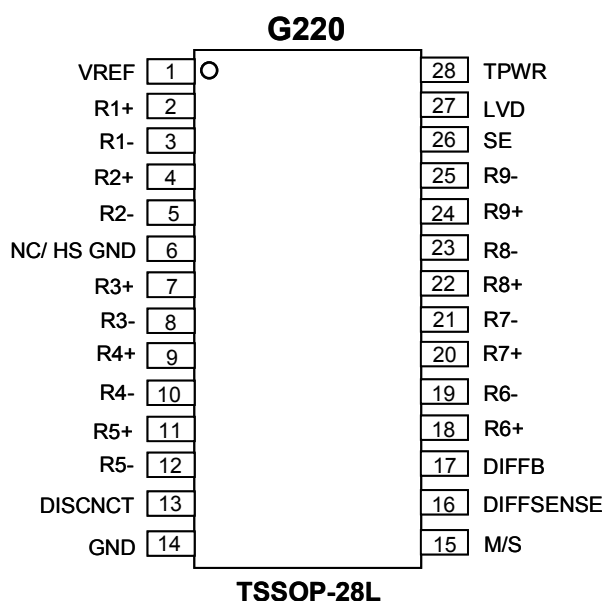 G220
VREF 1 28 TPWR
R1+ 2 27 LVD
R1- 3 26 SE
R2+ 4 25 R9-
R2- 5 24 R9+
NC/ HS GND 6 23 R8-
R3+ 7 22 R8+
R3- 8 21 R7-
R4+ 9 20 R7+
R4- 10 19 R6-
R5+ 11 18 R6+
R5- 12 17 DIFFB
DISCNCT 13 16 DIFFSENSE
GND 14 15 M/S
TSSOP-28L